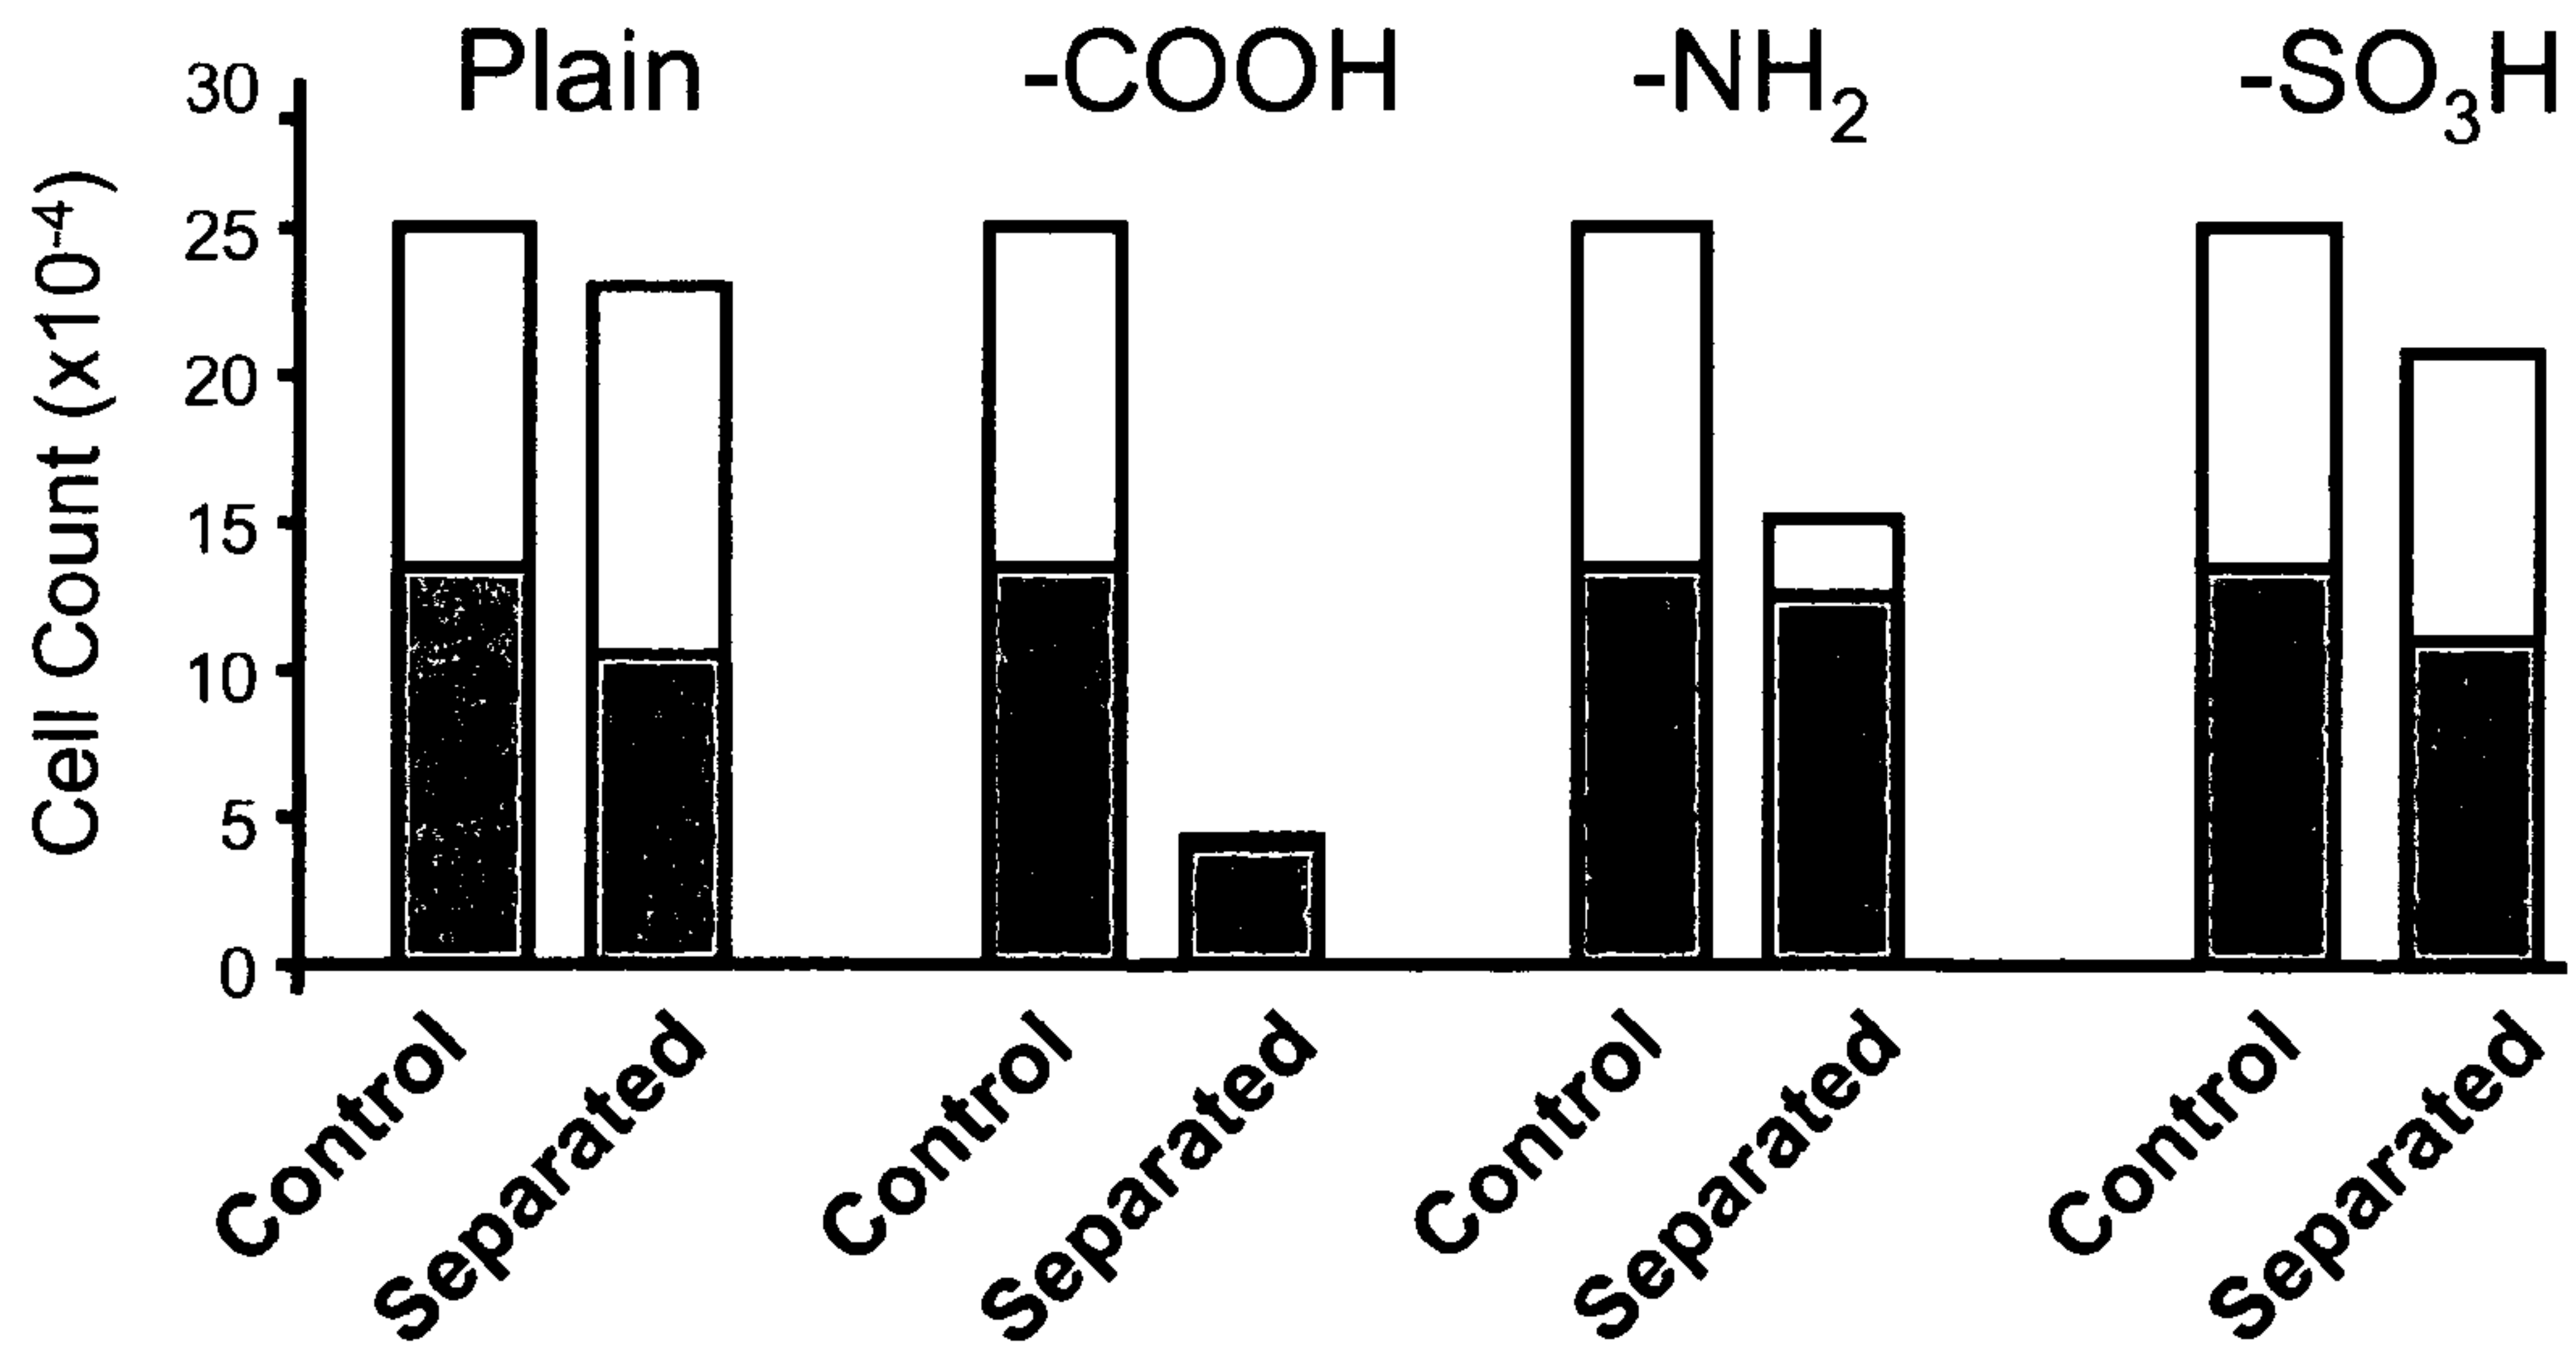 Plain -COOH -NH₂ -SO₃H
Cell Count (x10⁻⁴)
30
25
20
15
10
5
0
Control Separated Control Separated Control Separated Control Separated